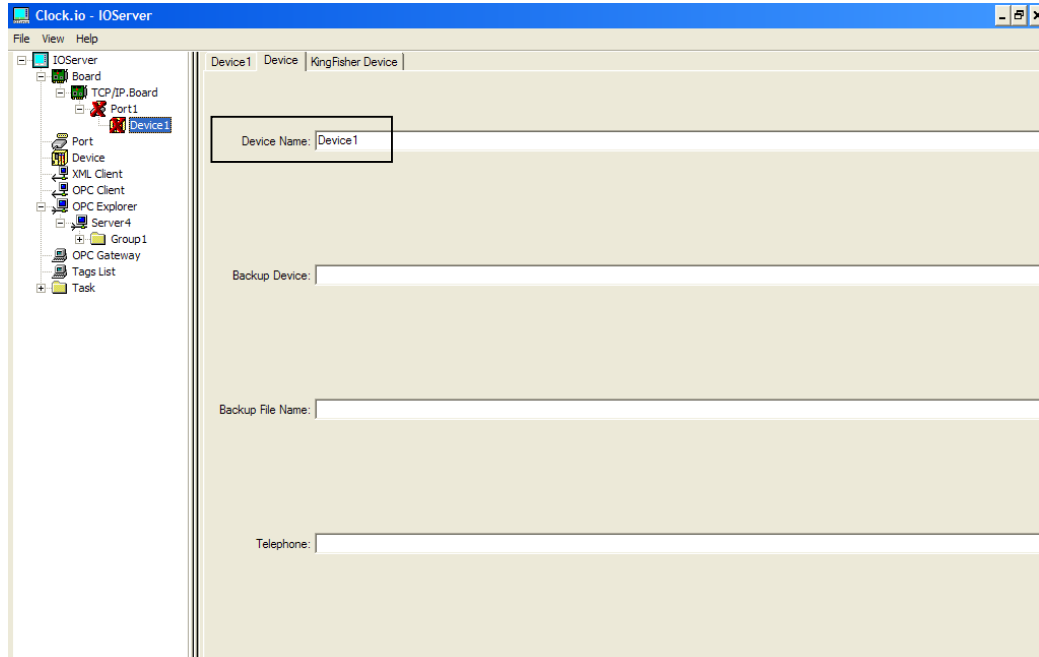 Clock.io - IOServer
File View Help
IOServer
Board
TCP/IP.Board
Port1
Device1
Port
Device
XML Client
OPC Client
OPC Explorer
Server4
Group1
OPC Gateway
Tags List
Task
Device1 Device KingFisher Device
Device Name: Device1
Backup Device:
Backup File Name:
Telephone: